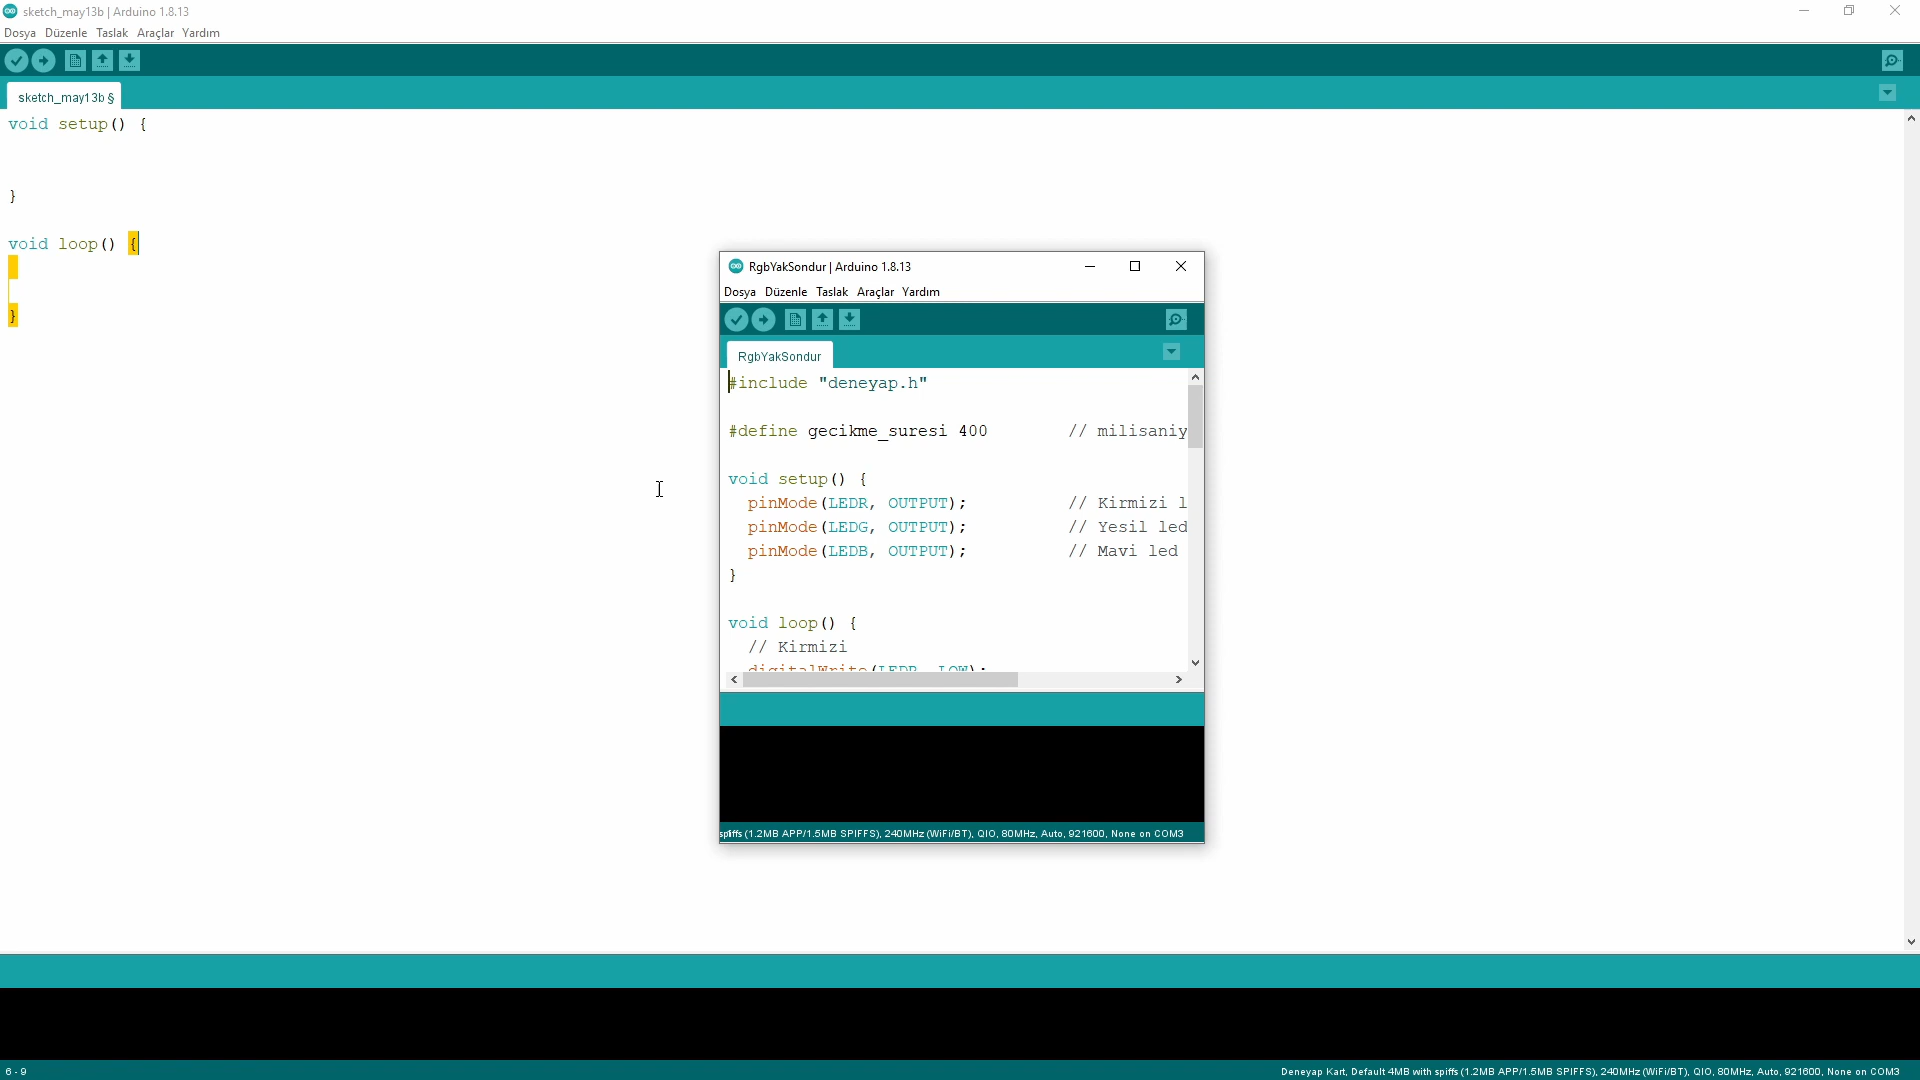 sketch_may13b | Arduino 1.8.13
Dosya Düzenle Taslak Araçlar Yardım
sketch_may13b §
void setup() {
}
void loop() {
}
RgbYakSondur | Arduino 1.8.13
Dosya Düzenle Taslak Araçlar Yardım
RgbYakSondur
#include "deneyap.h"
#define gecikme_suresi 400 // milisaniy
void setup() {
pinMode(LEDR, OUTPUT); // Kirmizi l
pinMode(LEDG, OUTPUT); // Yesil led
pinMode(LEDB, OUTPUT); // Mavi led
}
void loop() {
// Kirmizi
digitalWrite(LEDR, LOW);
spiffs (1.2MB APP/1.5MB SPIFFS), 240MHz (WiFi/BT), QIO, 80MHz, Auto, 921600, None on COM3
6 - 9
Deneyap Kart, Default 4MB with spiffs (1.2MB APP/1.5MB SPIFFS), 240MHz (WiFi/BT), QIO, 80MHz, Auto, 921600, None on COM3